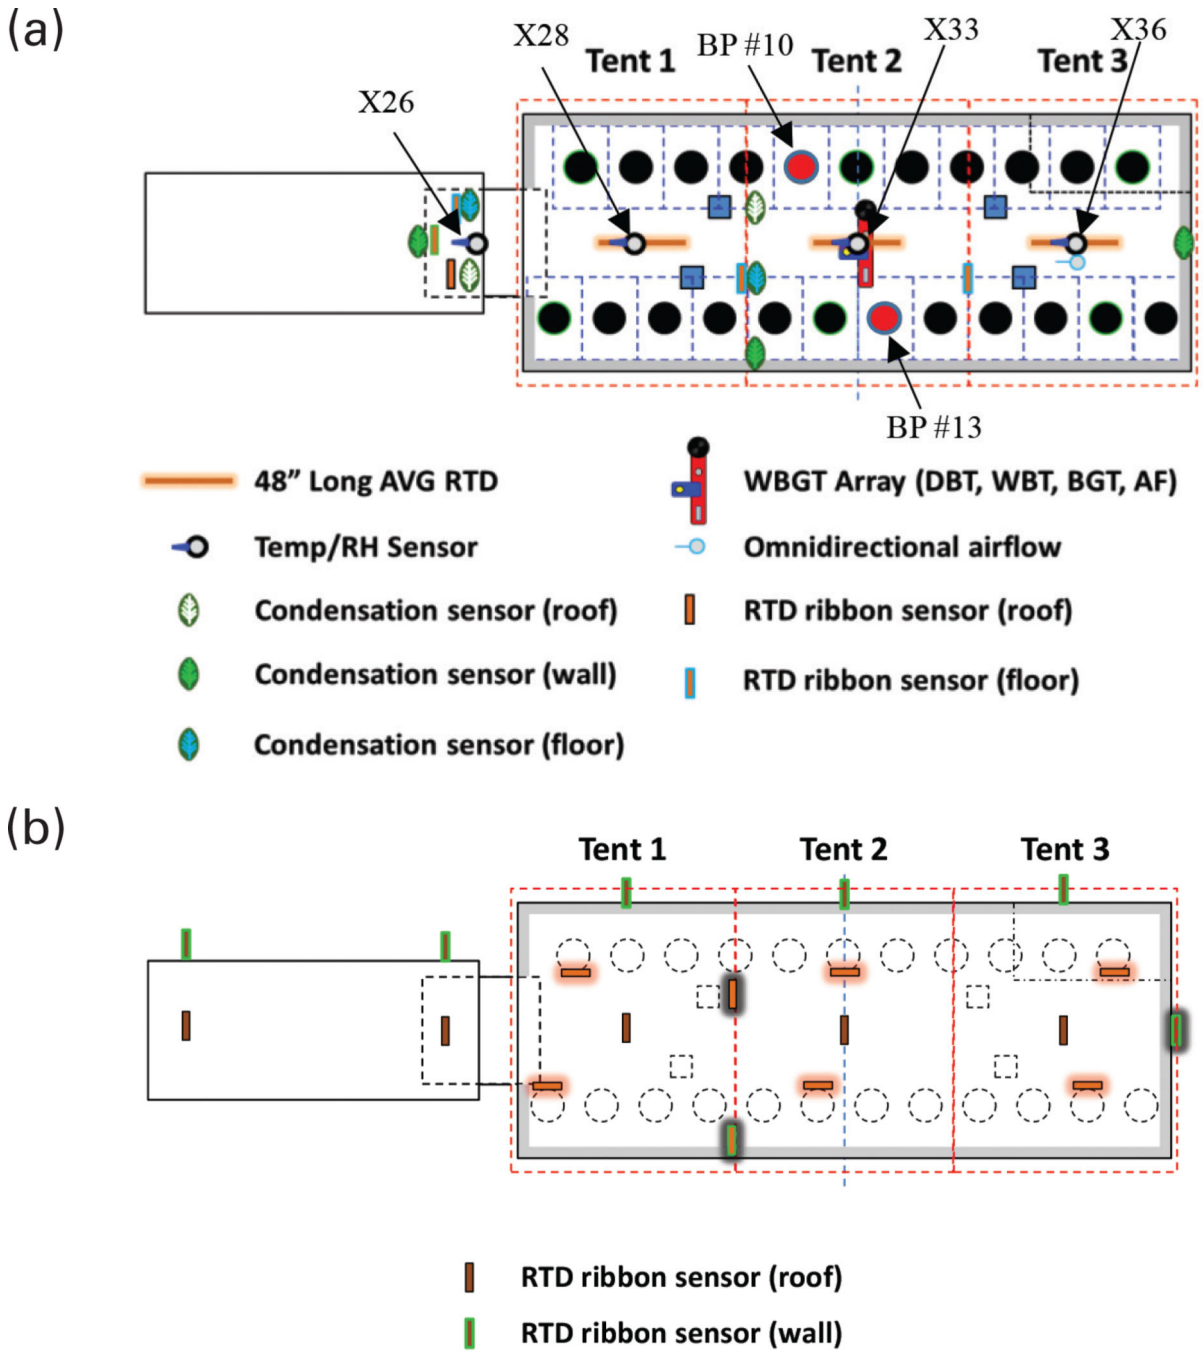 (a)
X28
BP #10
X33
X36
Tent 1
Tent 2
Tent 3
X26
BP #13
48” Long AVG RTD
WBGT Array (DBT, WBT, BGT, AF)
Temp/RH Sensor
Omnidirectional airflow
Condensation sensor (roof)
RTD ribbon sensor (roof)
Condensation sensor (wall)
RTD ribbon sensor (floor)
Condensation sensor (floor)
(b)
Tent 1
Tent 2
Tent 3
RTD ribbon sensor (roof)
RTD ribbon sensor (wall)